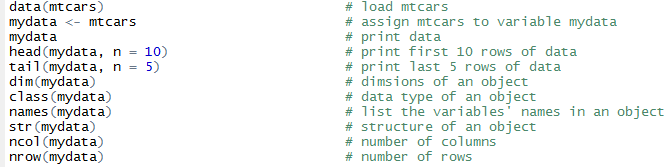 data(mtcars) # load mtcars
mydata <- mtcars # assign mtcars to variable mydata
mydata # print data
head(mydata, n = 10) # print first 10 rows of data
tail(mydata, n = 5) # print last 5 rows of data
dim(mydata) # dimsions of an object
class(mydata) # data type of an object
names(mydata) # list the variables' names in an object
str(mydata) # structure of an object
ncol(mydata) # number of columns
nrow(mydata) # number of rows